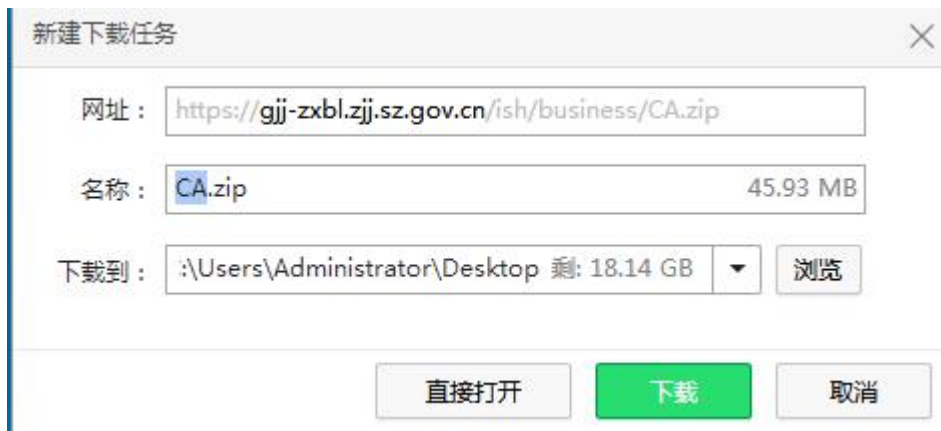 新建下载任务
网址： https://gjj-zxbl.zjj.sz.gov.cn/ish/business/CA.zip
名称： CA.zip 45.93 MB
下载到： :\Users\Administrator\Desktop 剩: 18.14 GB 浏览
直接打开 下载 取消